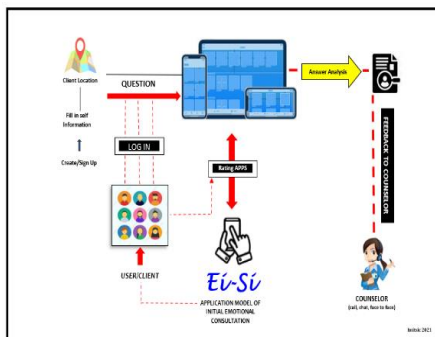 Client Location
QUESTION
Answer Analysis
Fill in self
Information
LOG IN
Create/Sign Up
Rating APPS
FEEDBACK TO COUNSELOR
Ei-Si
USER/CLIENT
APPLICATION MODEL OF
INITIAL EMOTIONAL
CONSULTATION
COUNSELOR
(call, chat, face to face)